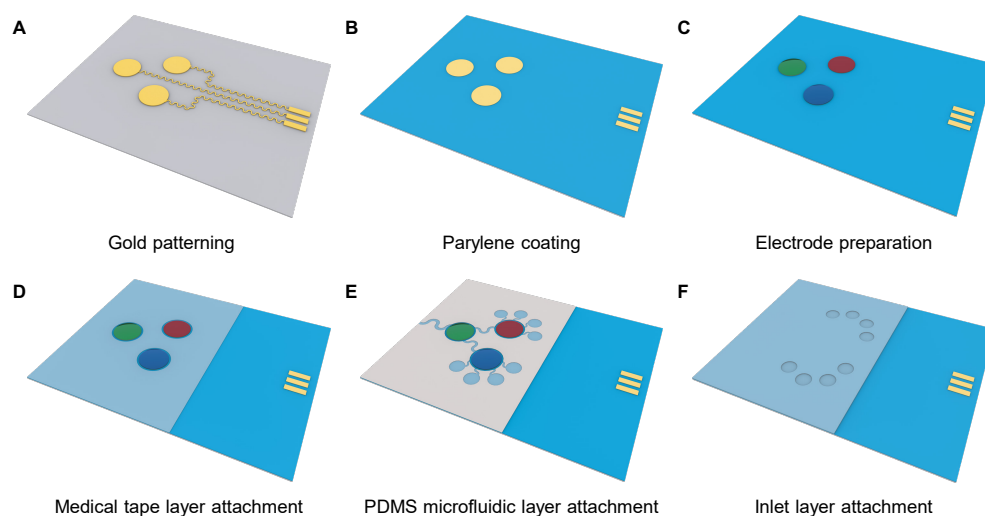 A
B
C
Gold patterning
Parylene coating
Electrode preparation
D
E
F
Medical tape layer attachment
PDMS microfluidic layer attachment
Inlet layer attachment